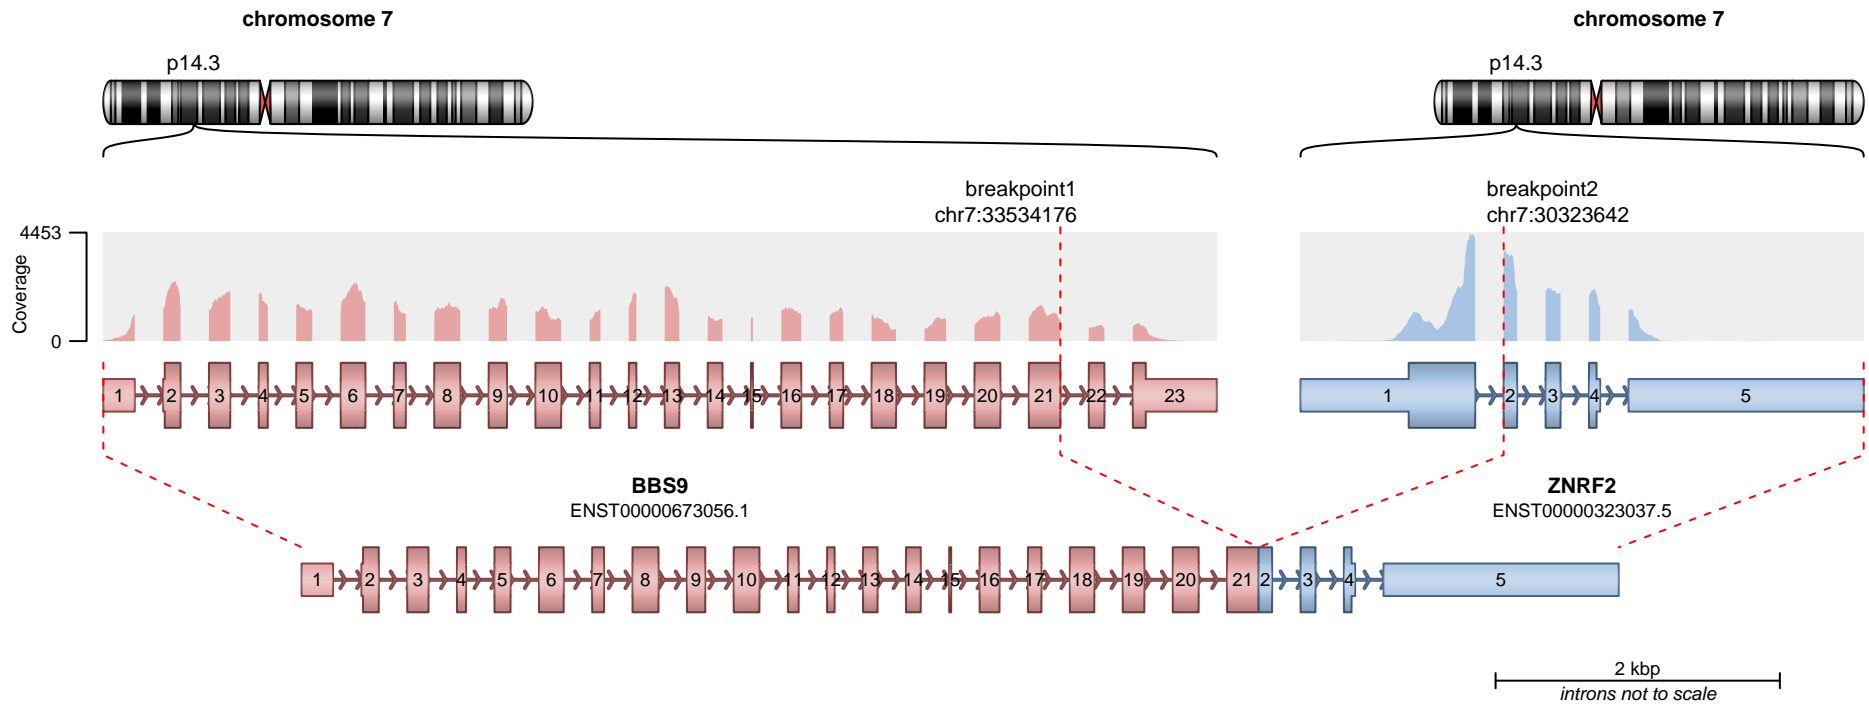 chromosome 7
chromosome 7
p14.3
p14.3
breakpoint1
chr7:33534176
breakpoint2
chr7:30323642
4453
Coverage
0
1 2 3 4 5 6 7 8 9 10 11 12 13 14 15 16 17 18 19 20 21 22 23
1 2 3 4 5
BBS9
ENST00000673056.1
ZNRF2
ENST00000323037.5
1 2 3 4 5 6 7 8 9 10 11 12 13 14 15 16 17 18 19 20 21 2 3 4 5
2 kbp
introns not to scale